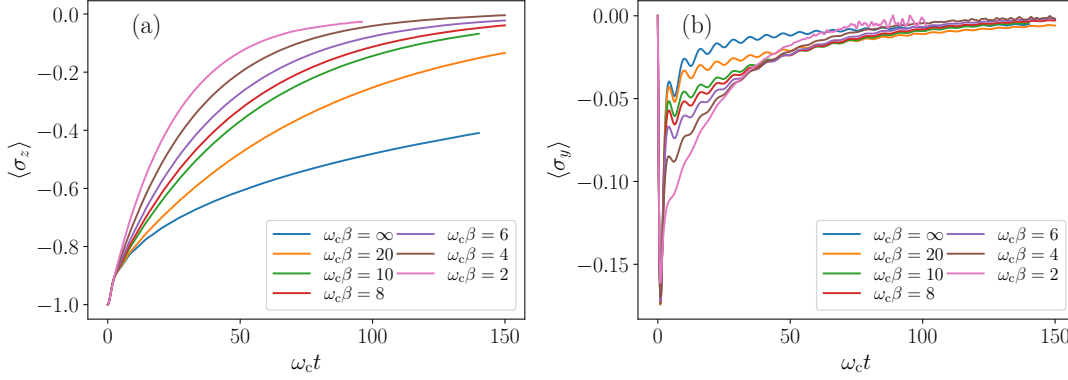 (a)
0.0
−0.2
−0.4
−0.6
−0.8
−1.0
⟨σz⟩
0
50
100
150
ωct
ωcβ = ∞
ωcβ = 20
ωcβ = 10
ωcβ = 8
ωcβ = 6
ωcβ = 4
ωcβ = 2
(b)
0.00
−0.05
−0.10
−0.15
⟨σy⟩
0
50
100
150
ωct
ωcβ = ∞
ωcβ = 20
ωcβ = 10
ωcβ = 8
ωcβ = 6
ωcβ = 4
ωcβ = 2